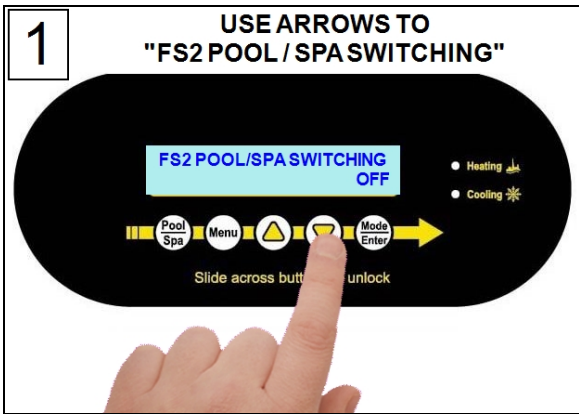 1
USE ARROWS TO
"FS2 POOL / SPA SWITCHING"
FS2 POOL/SPA SWITCHING
OFF
Heating
Cooling
Pool
Spa
Menu
Mode
Enter
Slide across butt unlock